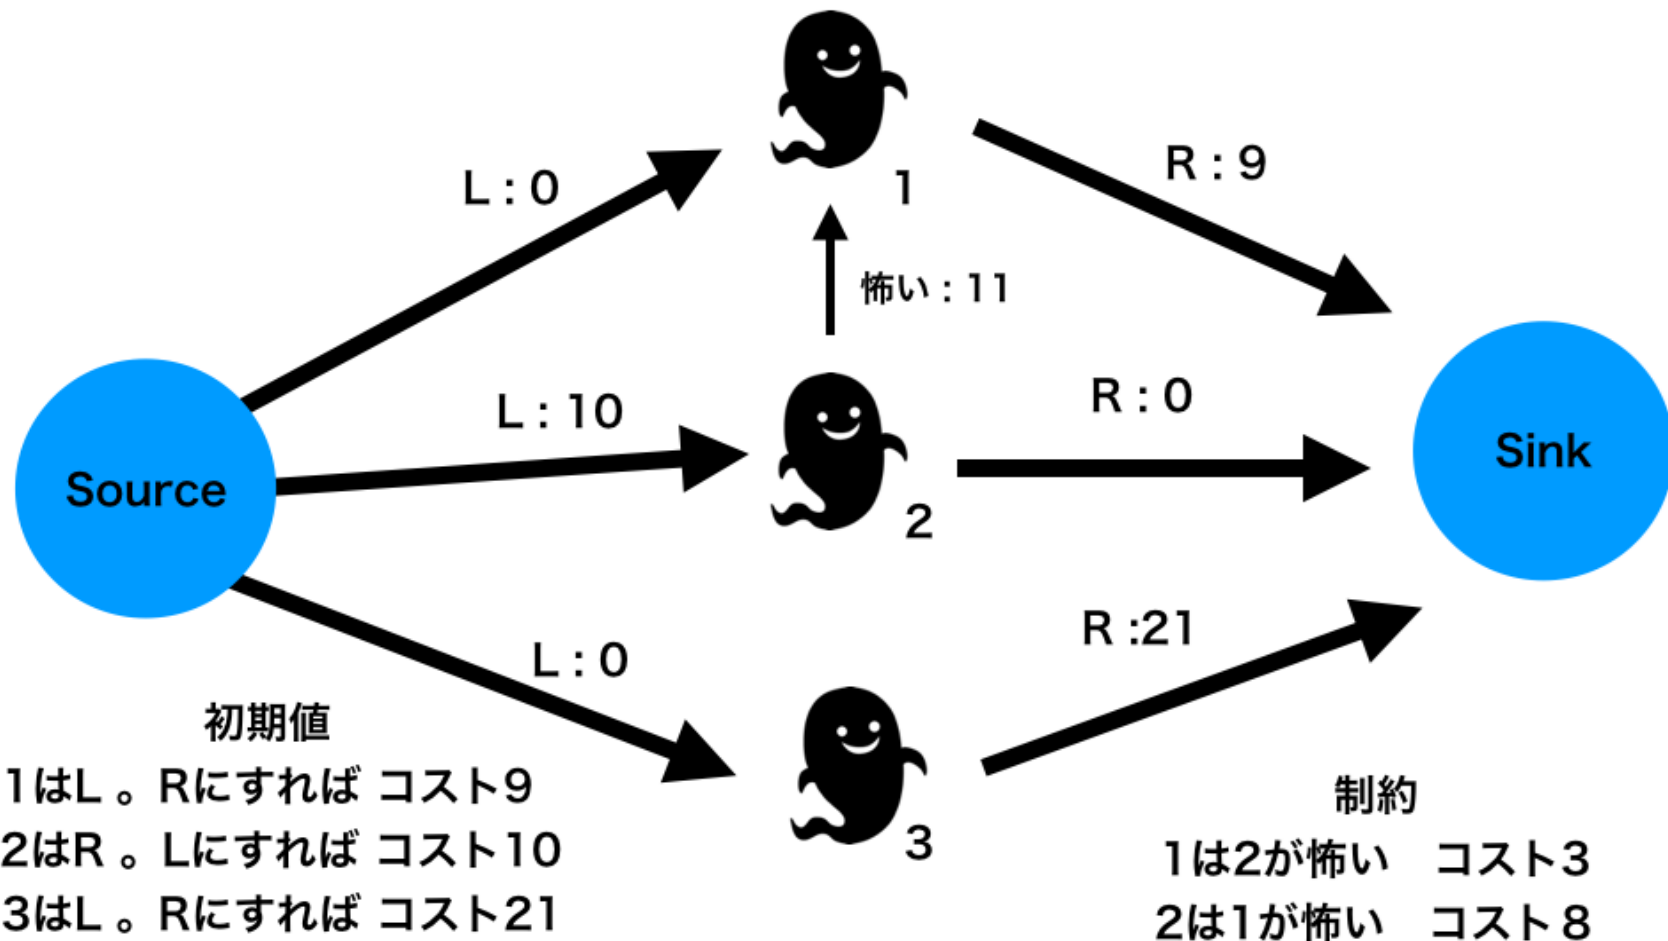 1
L : 0
R : 9
怖い : 11
L : 10
R : 0
Source
Sink
2
L : 0
R :21
3
初期値
1はL 。Rにすれば コスト9
2はR 。Lにすれば コスト10
3はL 。Rにすれば コスト21
制約
1は2が怖い　コスト3
2は1が怖い　コスト8